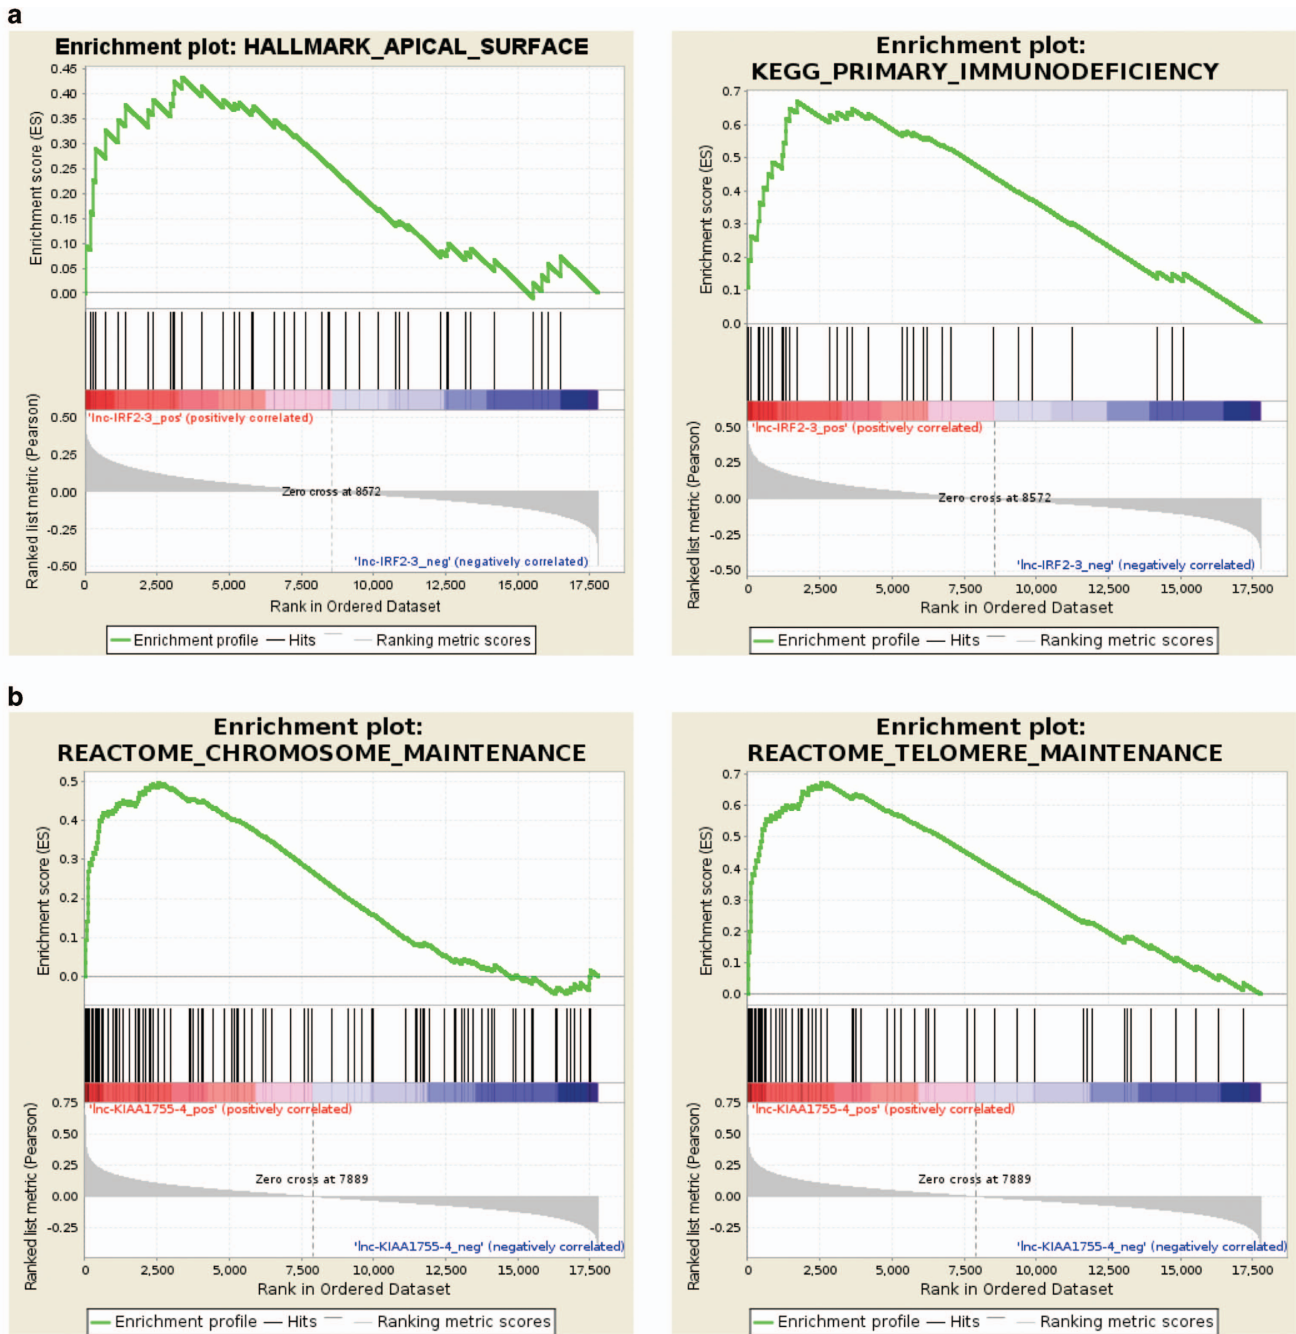 a
Enrichment plot: HALLMARK_APICAL_SURFACE
Enrichment score (ES)
0.45
0.40
0.35
0.30
0.25
0.20
0.15
0.10
0.05
0.00
'lnc-IRF2-3_pos' (positively correlated)
Ranked list metric (Pearson)
0.50
0.25
0.00
-0.25
-0.50
Zero cross at 8572
'lnc-IRF2-3_neg' (negatively correlated)
0 2,500 5,000 7,500 10,000 12,500 15,000 17,500
Rank in Ordered Dataset
Enrichment profile Hits Ranking metric scores
Enrichment plot:
KEGG_PRIMARY_IMMUNODEFICIENCY
Enrichment score (ES)
0.7
0.6
0.5
0.4
0.3
0.2
0.1
0.0
'lnc-IRF2-3_pos' (positively correlated)
Ranked list metric (Pearson)
0.50
0.25
0.00
-0.25
-0.50
Zero cross at 8572
'lnc-IRF2-3_neg' (negatively correlated)
0 2,500 5,000 7,500 10,000 12,500 15,000 17,500
Rank in Ordered Dataset
Enrichment profile Hits Ranking metric scores
b
Enrichment plot:
REACTOME_CHROMOSOME_MAINTENANCE
Enrichment score (ES)
0.5
0.4
0.3
0.2
0.1
0.0
'lnc-KIAA1755-4_pos' (positively correlated)
Ranked list metric (Pearson)
0.75
0.50
0.25
0.00
-0.25
Zero cross at 7889
'lnc-KIAA1755-4_neg' (negatively correlated)
0 2,500 5,000 7,500 10,000 12,500 15,000 17,500
Rank in Ordered Dataset
Enrichment profile Hits Ranking metric scores
Enrichment plot:
REACTOME_TELOMERE_MAINTENANCE
Enrichment score (ES)
0.7
0.6
0.5
0.4
0.3
0.2
0.1
0.0
'lnc-KIAA1755-4_pos' (positively correlated)
Ranked list metric (Pearson)
0.75
0.50
0.25
0.00
-0.25
Zero cross at 7889
'lnc-KIAA1755-4_neg' (negatively correlated)
0 2,500 5,000 7,500 10,000 12,500 15,000 17,500
Rank in Ordered Dataset
Enrichment profile Hits Ranking metric scores